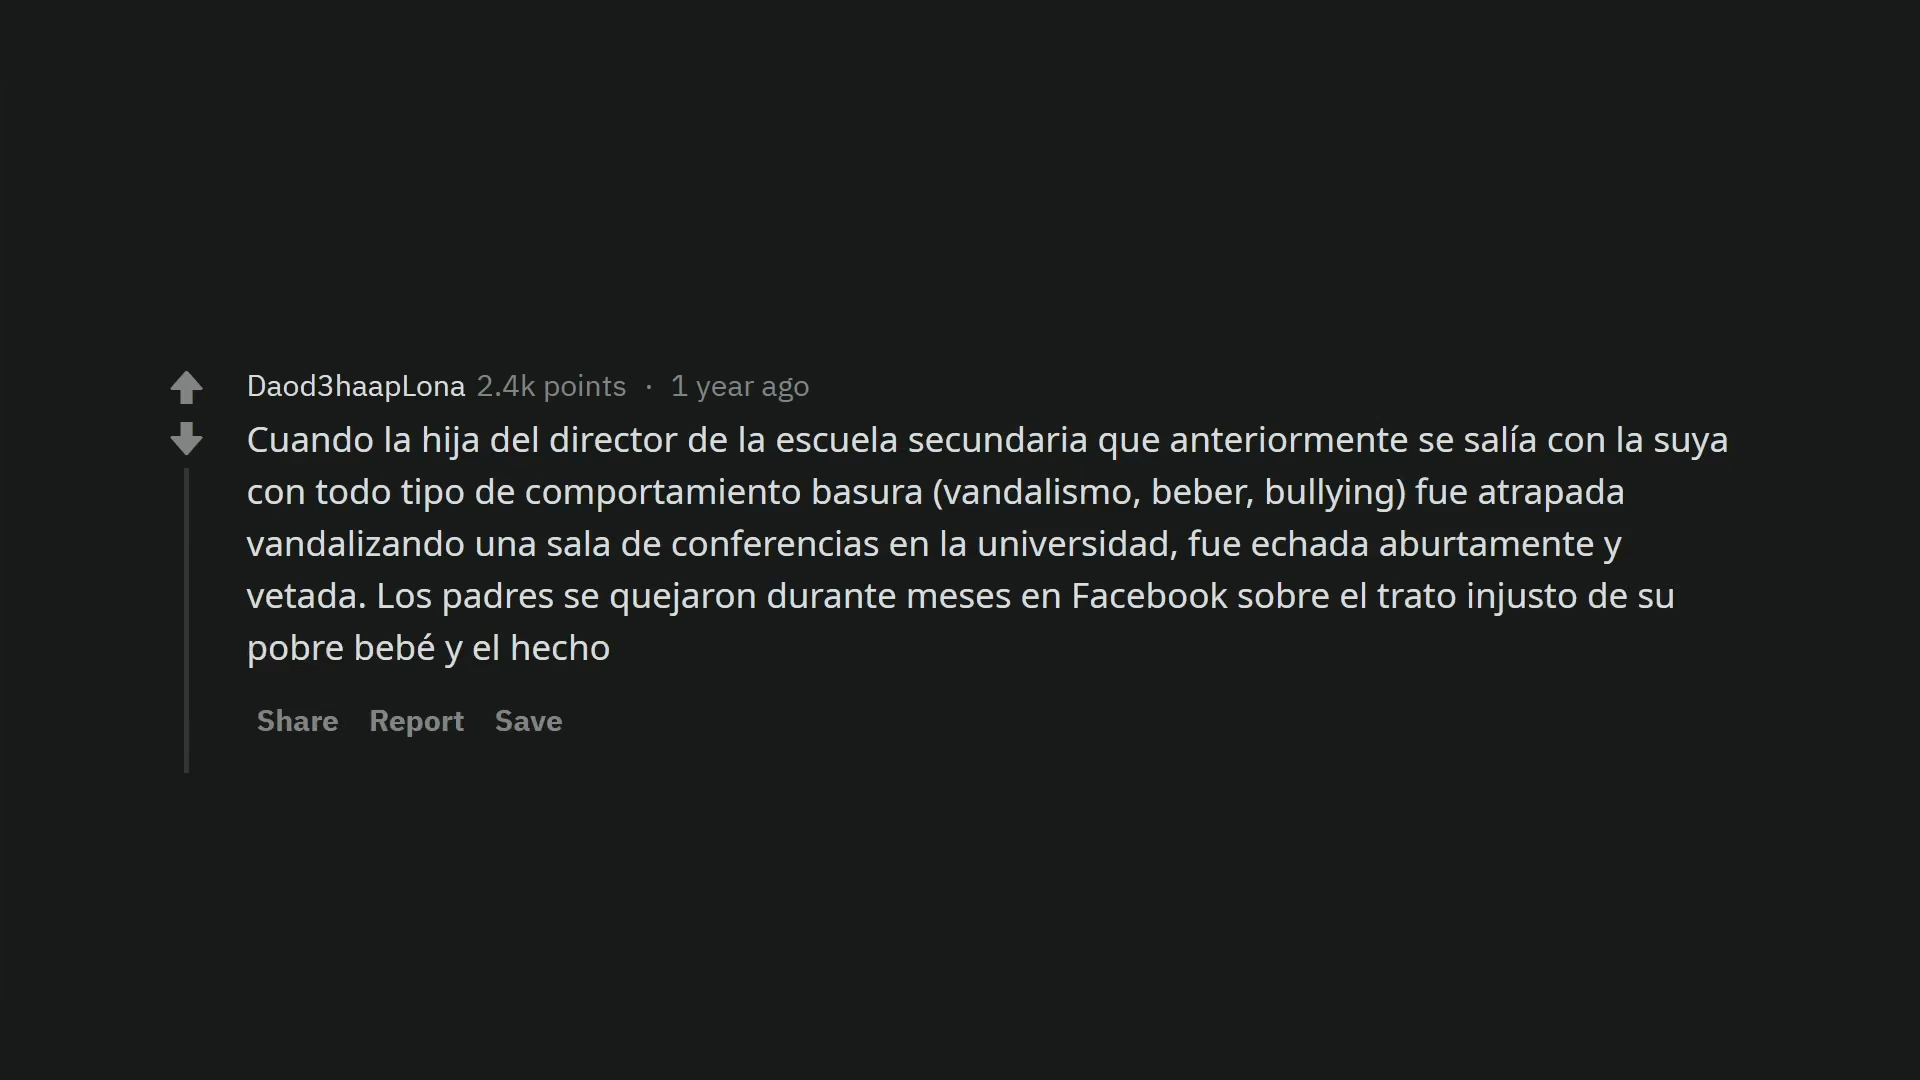 Daod3haapLona 2.4k points · 1 year ago
Cuando la hija del director de la escuela secundaria que anteriormente se salía con la suya
con todo tipo de comportamiento basura (vandalismo, beber, bullying) fue atrapada
vandalizando una sala de conferencias en la universidad, fue echada aburtamente y
vetada. Los padres se quejaron durante meses en Facebook sobre el trato injusto de su
pobre bebé y el hecho
Share Report Save